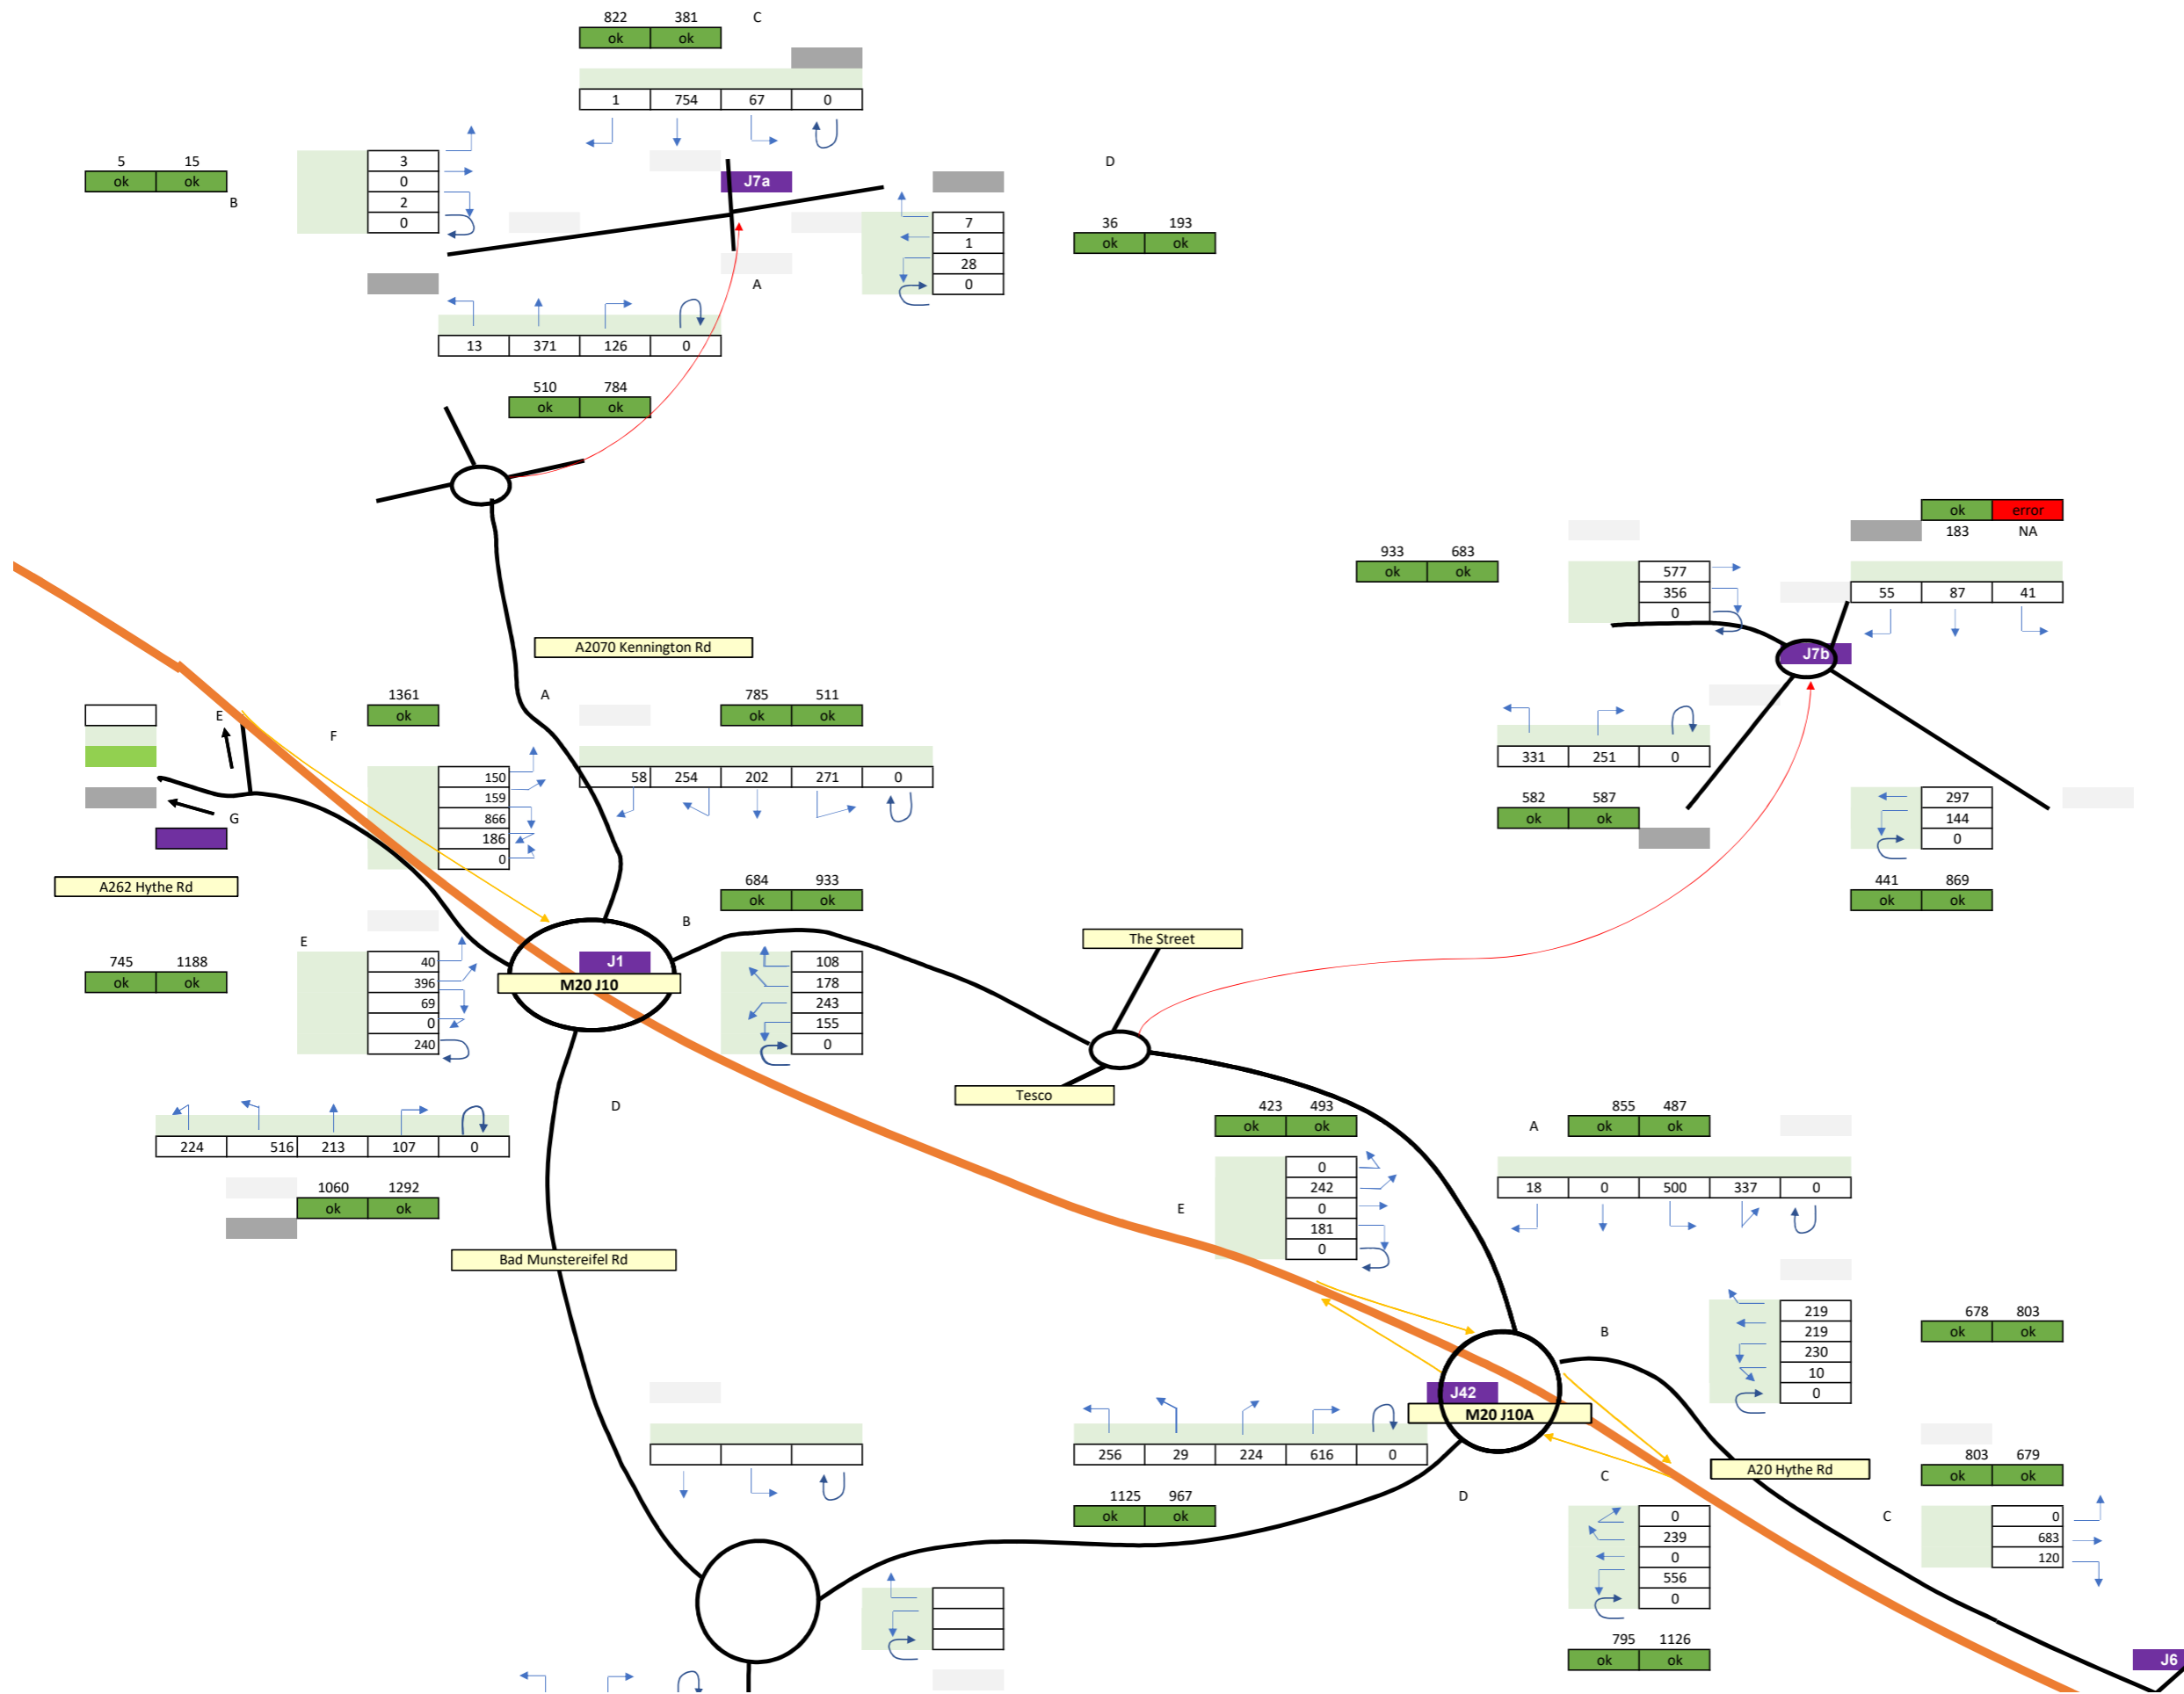 822 381 C
ok ok
1 754 67 0
5 15
ok ok
B
3
0
2
0
J7a
D
7
1
28
0
36 193
ok ok
A
13 371 126 0
510 784
ok ok
ok error
183 NA
933 683
ok ok
577
356
0
55 87 41
J7b
A2070 Kennington Rd
1361
ok
A
785 511
ok ok
E
F
331 251 0
58 254 202 271 0
150
159
866
186
0
G
582 587
ok ok
297
144
0
A262 Hythe Rd
684 933
ok ok
441 869
ok ok
B
The Street
E
J1
M20 J10
745 1188
ok ok
40
396
69
0
240
108
178
243
155
0
Tesco
D
224 516 213 107 0
423 493
ok ok
A
855 487
ok ok
1060 1292
ok ok
0
242
0
181
0
18 0 500 337 0
E
Bad Munstereifel Rd
219
219
230
10
0
B
678 803
ok ok
J42
M20 J10A
256 29 224 616 0
803 679
ok ok
A20 Hythe Rd
C
D
1125 967
ok ok
0
239
0
556
0
C
0
683
120
795 1126
ok ok
J6